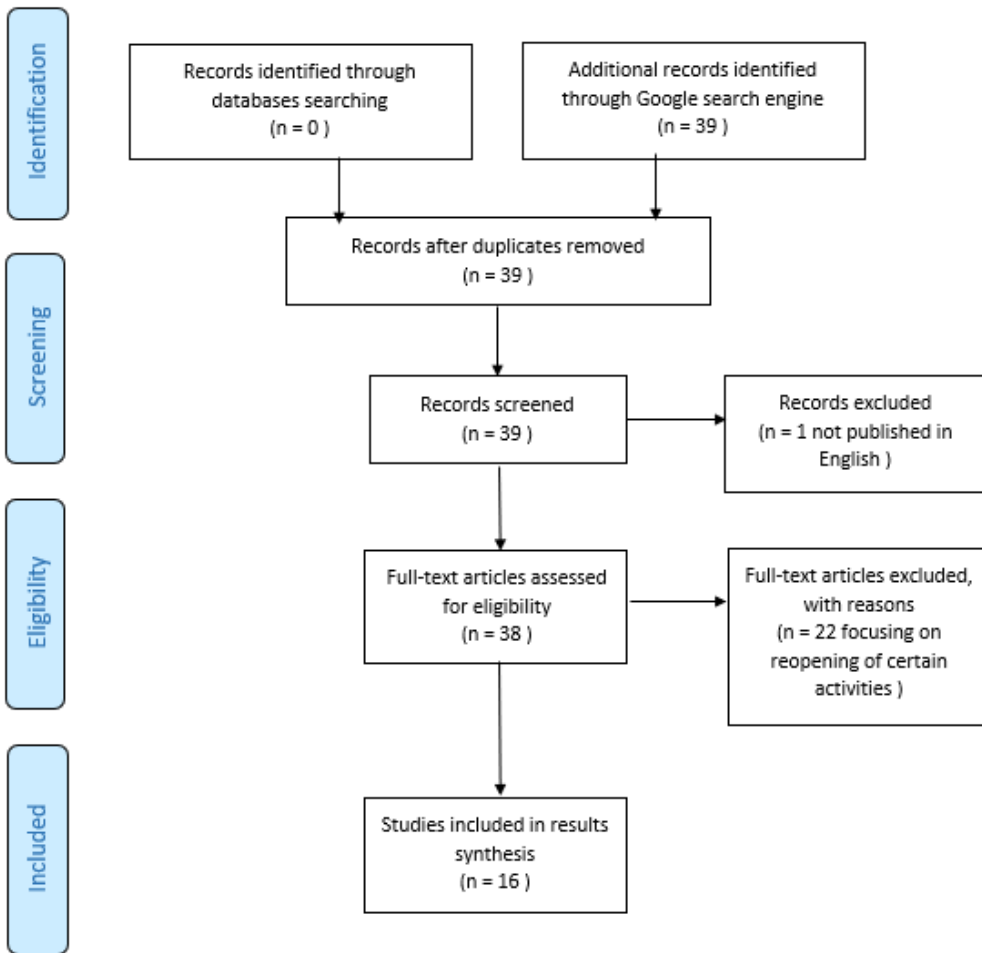 Identification
Records identified through
databases searching
(n = 0 )
Additional records identified
through Google search engine
(n = 39 )
Records after duplicates removed
(n = 39 )
Screening
Records screened
(n = 39 )
Records excluded
(n = 1 not published in
English )
Eligibility
Full-text articles assessed
for eligibility
(n = 38 )
Full-text articles excluded,
with reasons
(n = 22 focusing on
reopening of certain
activities )
Included
Studies included in results
synthesis
(n = 16 )